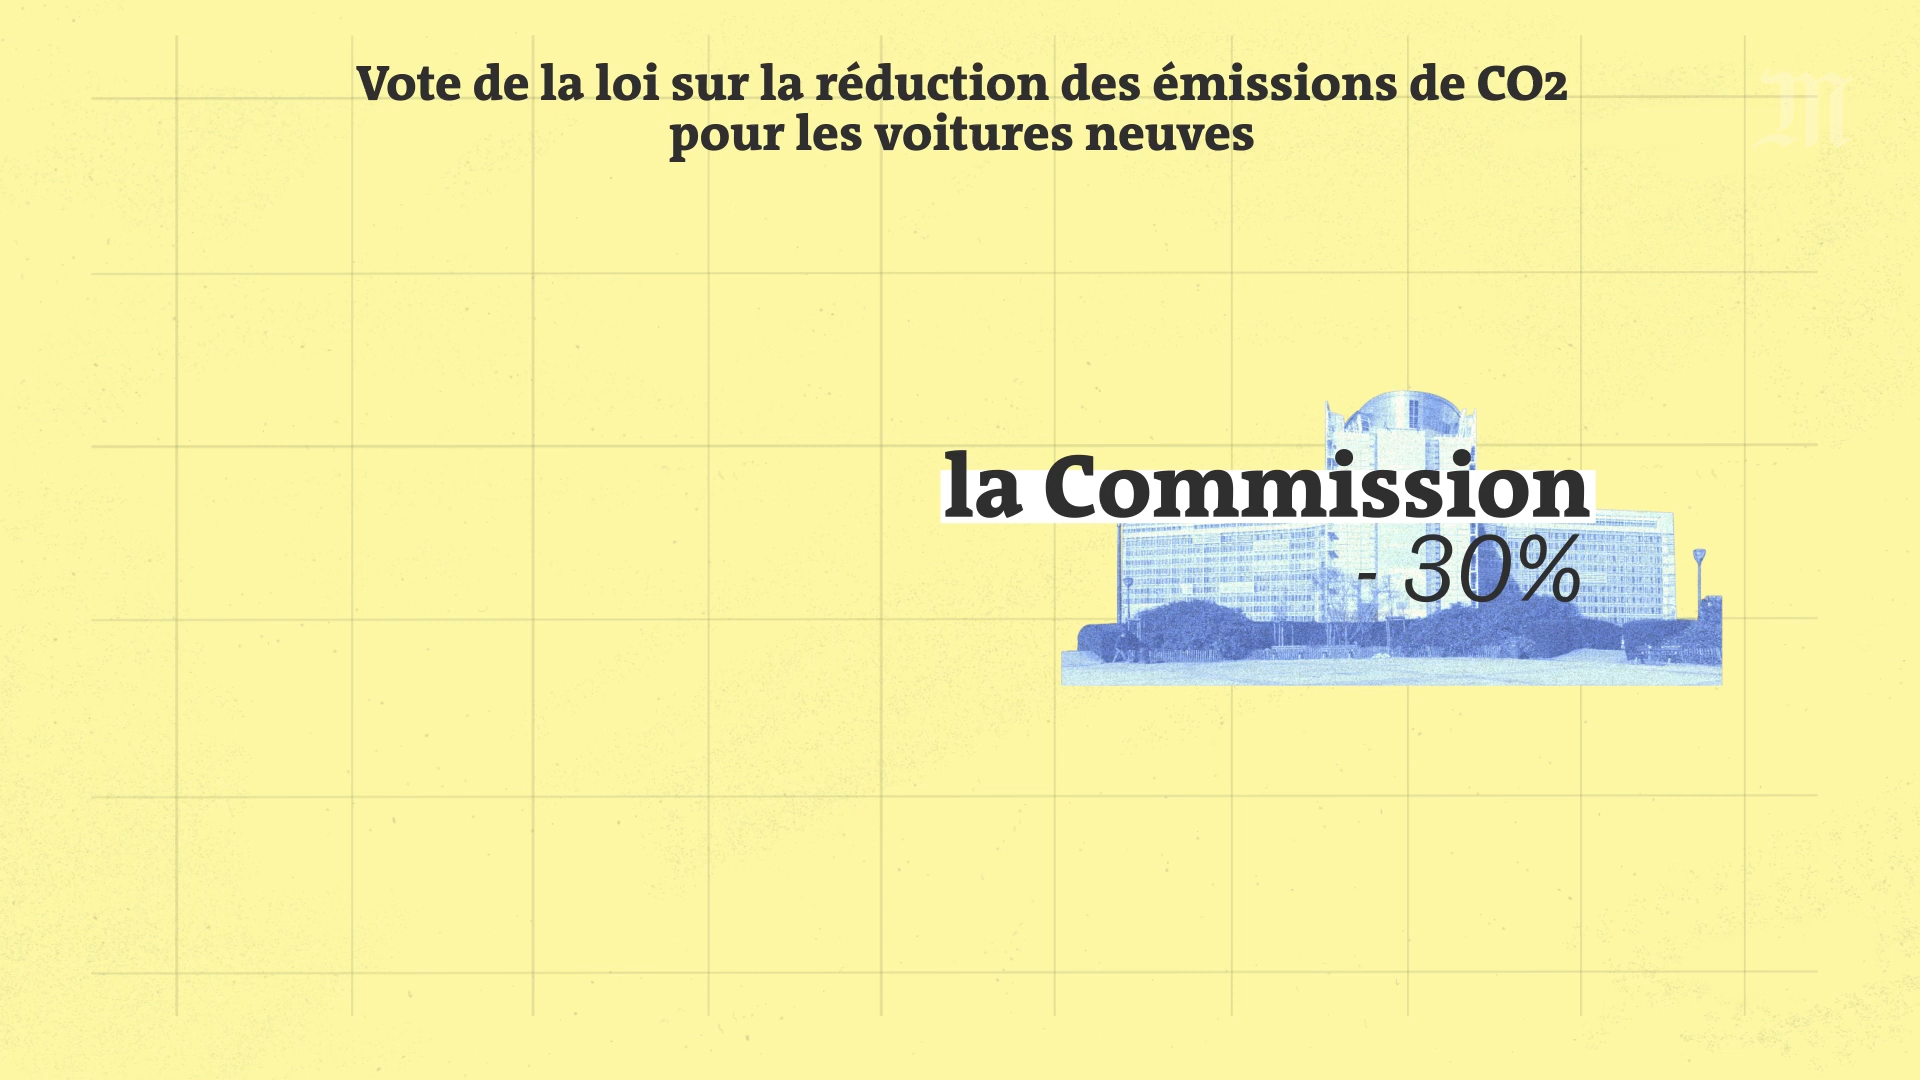 Vote de la loi sur la réduction des émissions de CO2
pour les voitures neuves
M
la Commission
- 30%